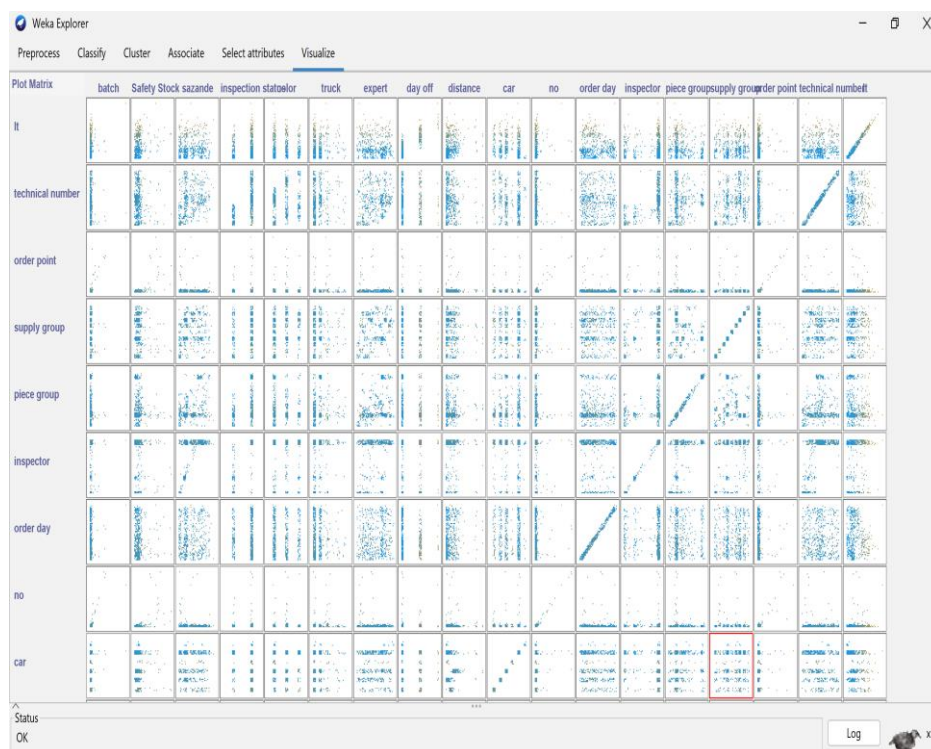 Weka Explorer
Preprocess Classify Cluster Associate Select attributes Visualize
Plot Matrix batch Safety Stock sazande inspection truck expert day off distance car no order day inspector piece group supply group order point technical number lt
lt
technical number
order point
supply group
piece group
inspector
order day
no
car
Status
OK
Log
x